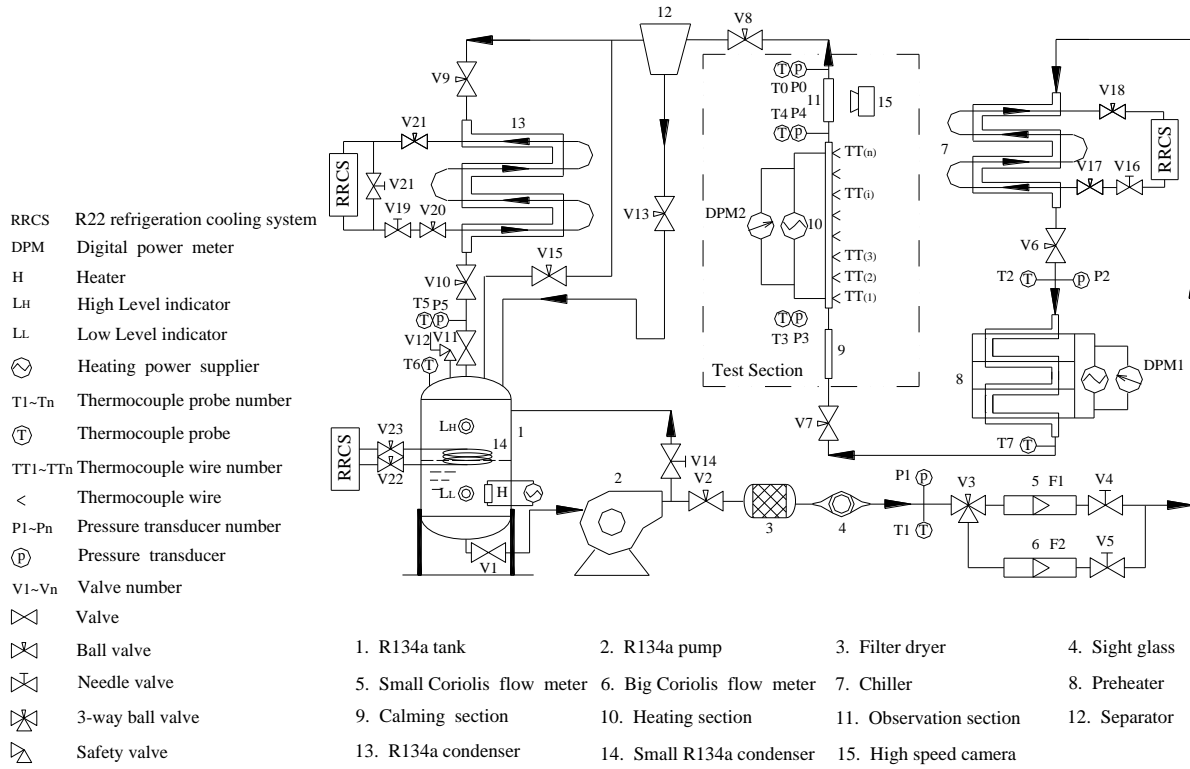 12
V8
V9
T P
T0 P0
11
15
V18
V21
13
T4 P4
T P
RRCS
V21
TT(n)
7
RRCS
V17 V16
TT(i)
V19 V20
V13
DPM2
10
V15
V6
TT(3)
V10
TT(2)
T2 T P P2
T5 P5
T P
TT(1)
V12
V11
T P
T3 P3
T6 T
9
DPM1
Test Section
8
LH
1
V7
T7 T
V23
14
V14
RRCS
V22
2
V2
P1 P
V3
5 F1
V4
LL
H
3
4
T1 T
6 F2
V5
V1
RRCS R22 refrigeration cooling system
DPM Digital power meter
H Heater
LH High Level indicator
LL Low Level indicator
Heating power supplier
T1~Tn Thermocouple probe number
T Thermocouple probe
TT1~TTn Thermocouple wire number
< Thermocouple wire
P1~Pn Pressure transducer number
P Pressure transducer
V1~Vn Valve number
Valve
Ball valve
Needle valve
3-way ball valve
Safety valve
1. R134a tank 2. R134a pump 3. Filter dryer 4. Sight glass
5. Small Coriolis flow meter 6. Big Coriolis flow meter 7. Chiller 8. Preheater
9. Calming section 10. Heating section 11. Observation section 12. Separator
13. R134a condenser 14. Small R134a condenser 15. High speed camera